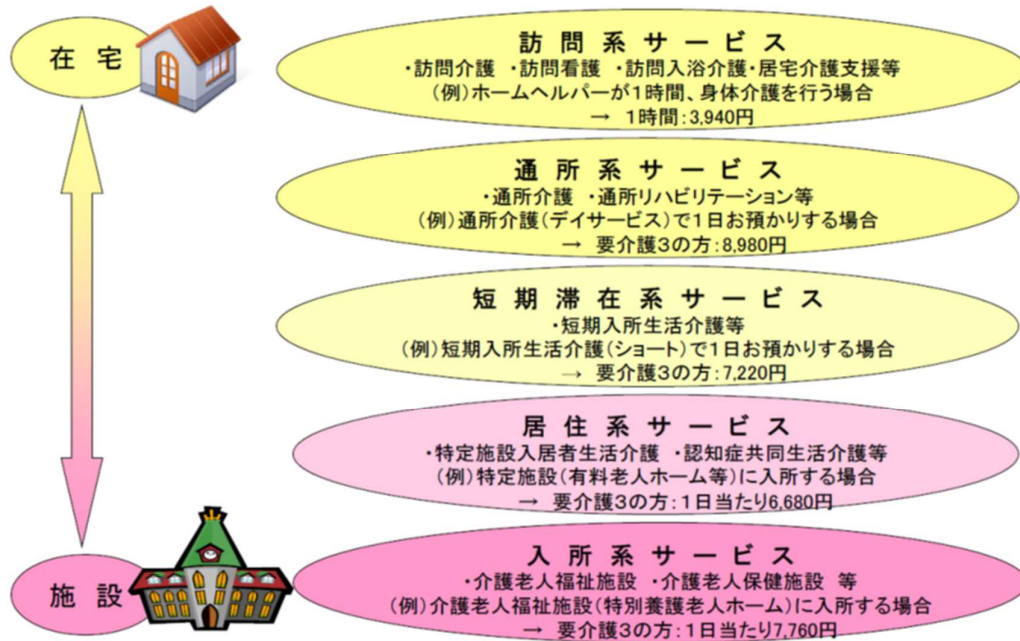 在 宅
訪 問 系 サ ー ビ ス
・訪問介護 ・訪問看護 ・訪問入浴介護・居宅介護支援等
(例)ホームヘルパーが1時間、身体介護を行う場合
→ 1時間:3,940円
通 所 系 サ ー ビ ス
・通所介護 ・通所リハビリテーション等
(例)通所介護(デイサービス)で1日お預かりする場合
→ 要介護3の方:8,980円
短 期 滞 在 系 サ ー ビ ス
・短期入所生活介護等
(例)短期入所生活介護(ショート)で1日お預かりする場合
→ 要介護3の方:7,220円
居 住 系 サ ー ビ ス
・特定施設入居者生活介護 ・認知症共同生活介護等
(例)特定施設(有料老人ホーム等)に入所する場合
→ 要介護3の方:1日当たり6,680円
施 設
入 所 系 サ ー ビ ス
・介護老人福祉施設 ・介護老人保健施設 等
(例)介護老人福祉施設(特別養護老人ホーム)に入所する場合
→ 要介護3の方:1日当たり7,760円